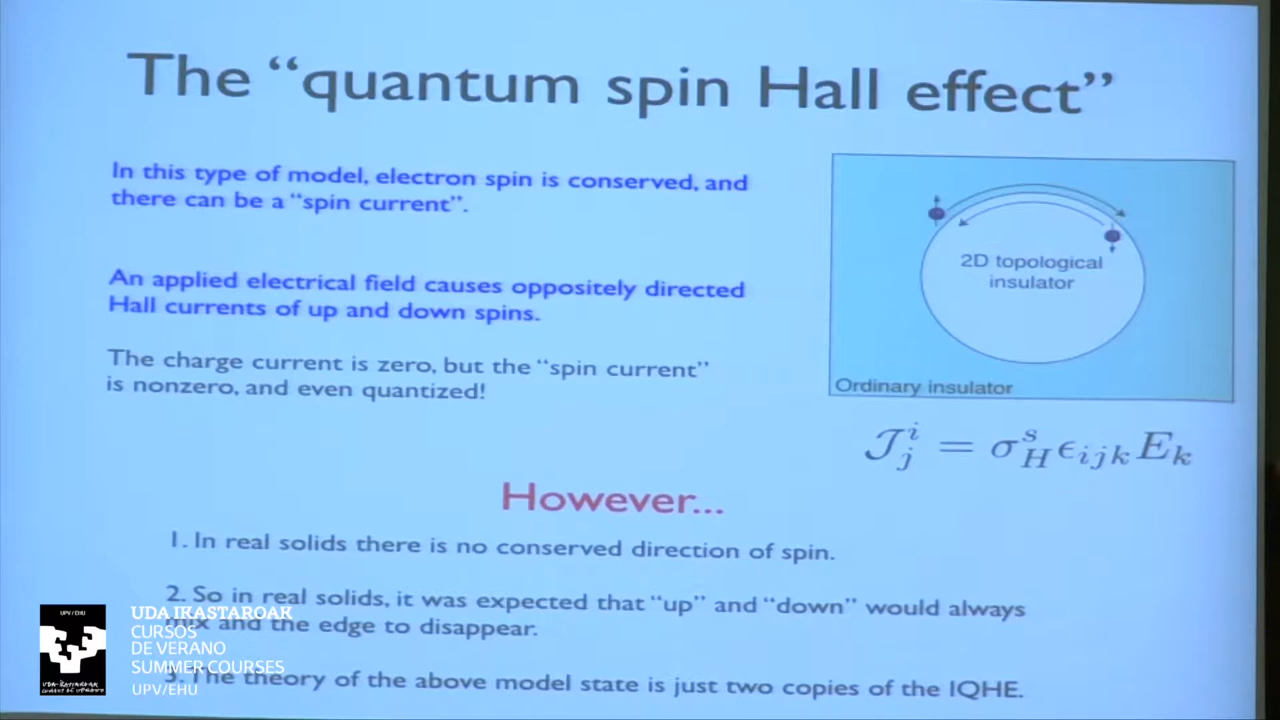 The “quantum spin Hall effect”
In this type of model, electron spin is conserved, and
there can be a “spin current”.
An applied electrical field causes oppositely directed
Hall currents of up and down spins.
The charge current is zero, but the “spin current”
is nonzero, and even quantized!
2D topological
insulator
Ordinary insulator
𝒥ⁱⱼ = σˢ_H ϵᵢⱼₖ Eₖ
However...
1. In real solids there is no conserved direction of spin.
2. So in real solids, it was expected that “up” and “down” would always
mix and the edge to disappear.
3. The theory of the above model state is just two copies of the IQHE.
UPV / EHU
UDA IKASTAROAK
CURSOS
DE VERANO
SUMMER COURSES
UPV/EHU